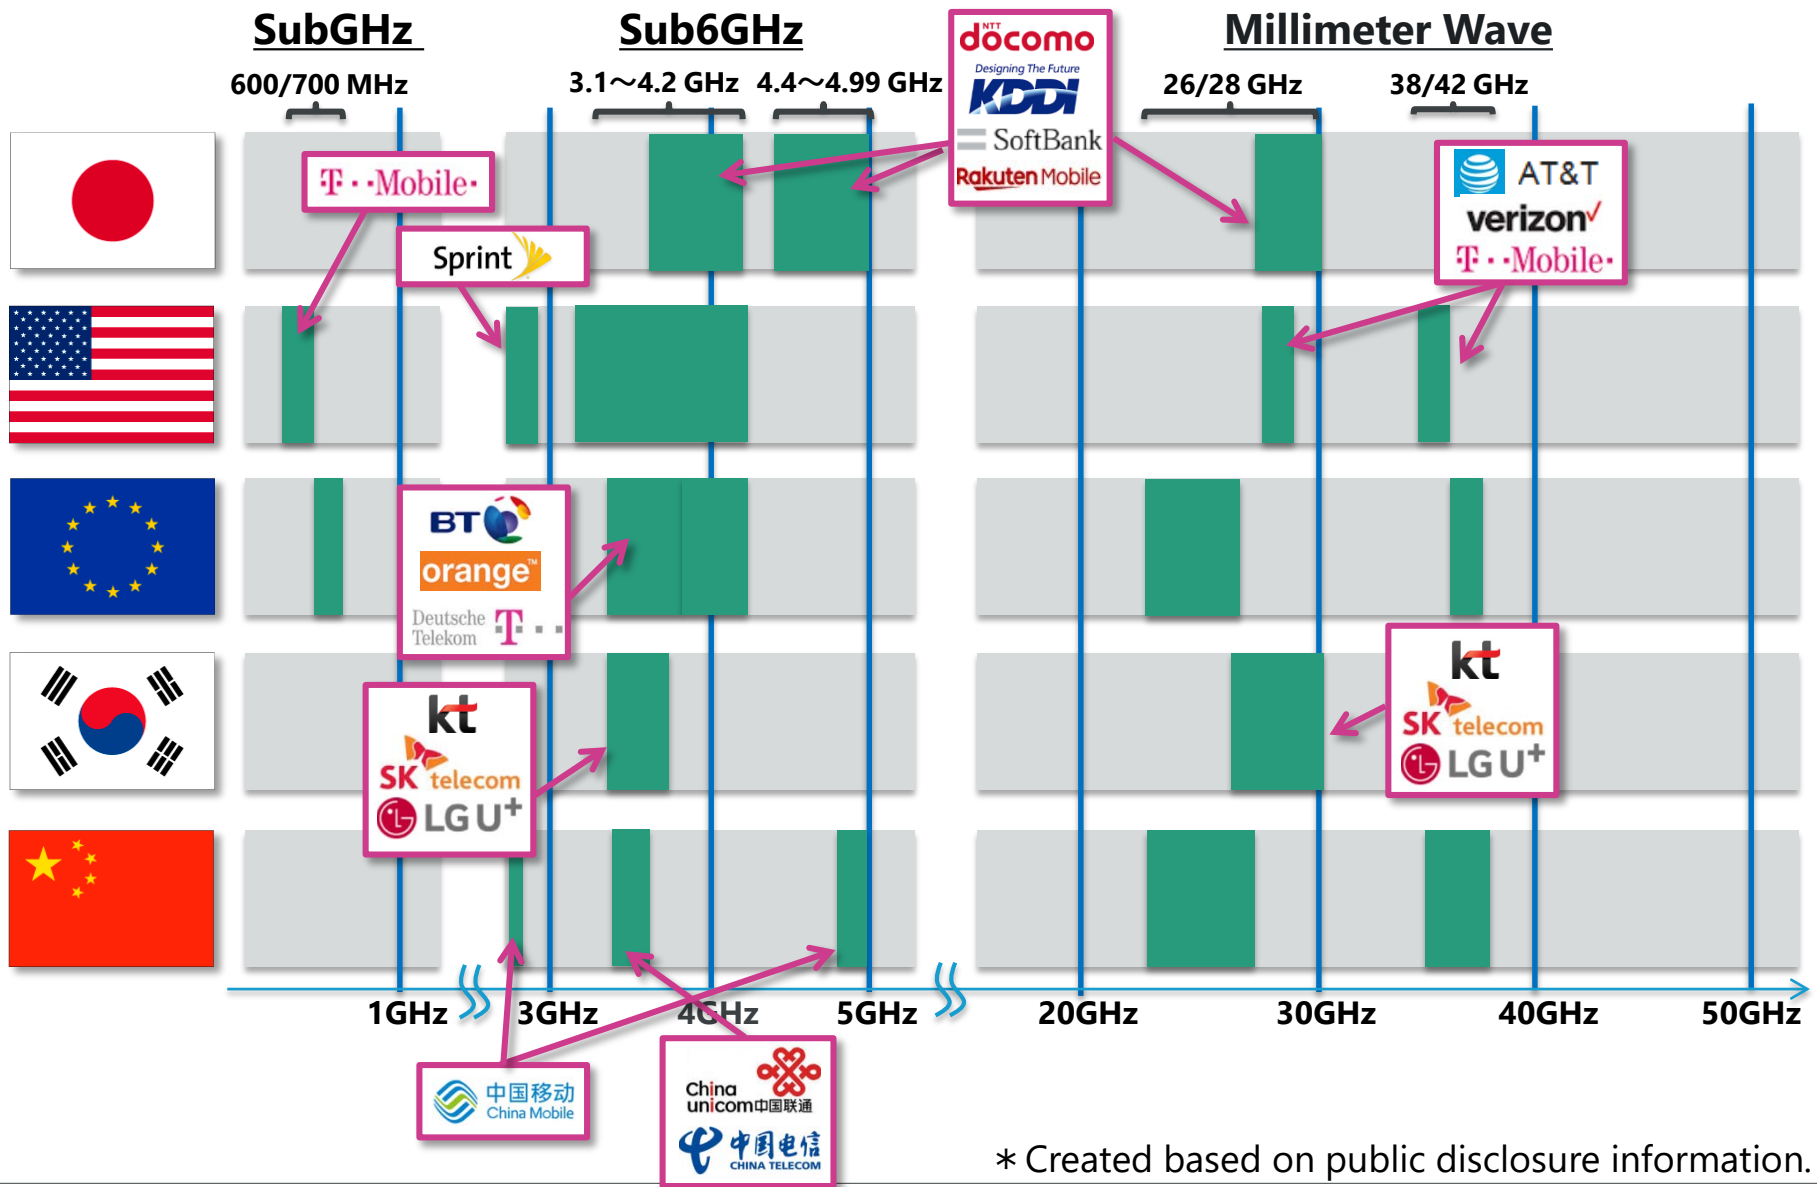 SubGHz
Sub6GHz
Millimeter Wave
600/700 MHz
3.1～4.2 GHz
4.4～4.99 GHz
26/28 GHz
38/42 GHz
NTT
döcomo
Designing The Future
KDDI
SoftBank
Rakuten Mobile
T··Mobile·
Sprint
AT&T
verizon✓
T··Mobile·
BT
orange™
Deutsche
Telekom
T··
kt
SK telecom
LG U+
kt
SK telecom
LG U+
1GHz
3GHz
4GHz
5GHz
20GHz
30GHz
40GHz
50GHz
中国移动
China Mobile
China
unicom中国联通
中国电信
CHINA TELECOM
＊Created based on public disclosure information.